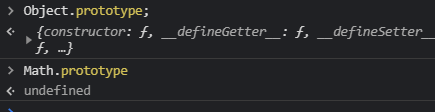 > Object.prototype;
{constructor: ƒ, __defineGetter__: ƒ, __defineSetter__
ƒ, …}
> Math.prototype
undefined
>